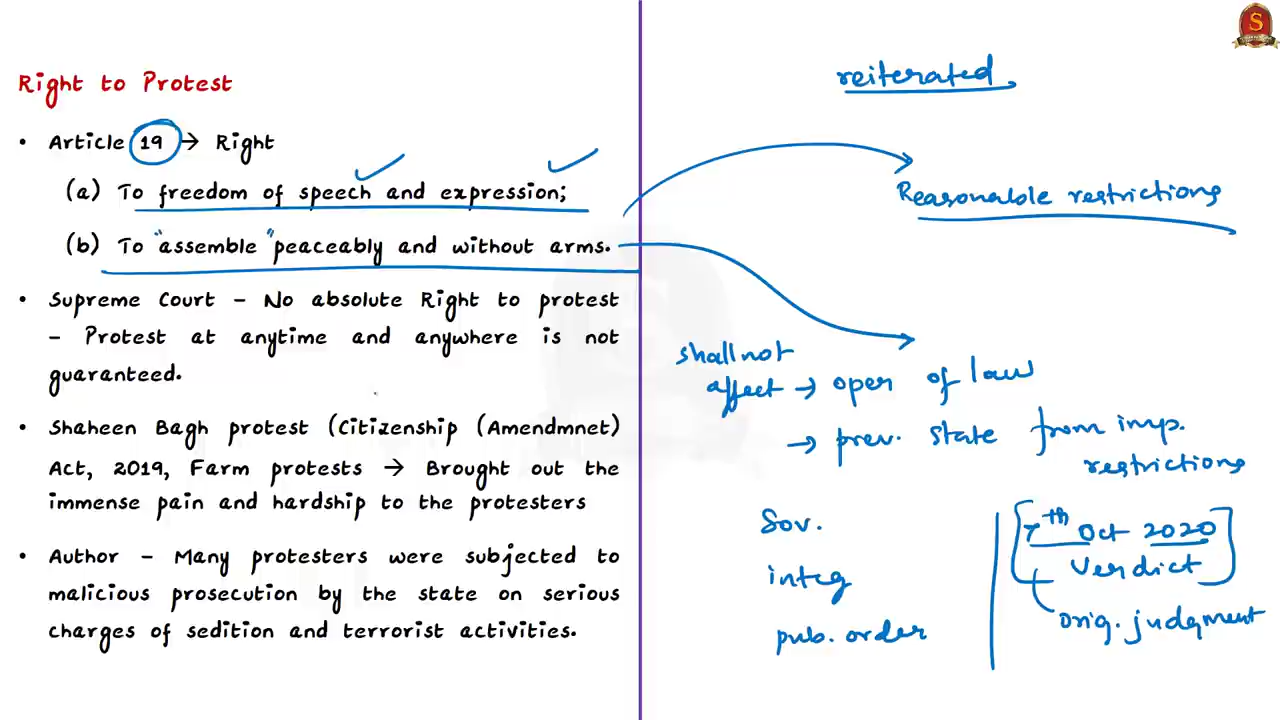 Right to Protest
• Article 19 → Right
(a) To freedom of speech and expression;
(b) To "assemble "peaceably and without arms.
• Supreme Court – No absolute Right to protest
– Protest at anytime and anywhere is not
guaranteed.
• Shaheen Bagh protest (Citizenship (Amendmnet)
Act, 2019, Farm protests → Brought out the
immense pain and hardship to the protesters
• Author – Many protesters were subjected to
malicious prosecution by the state on serious
charges of sedition and terrorist activities.
reiterated
Reasonable restrictions
shall not
affect → oper of law
→ prev. state from imp.
restrictions
Sov.
integ
pub. order
7th Oct 2020
Verdict
orig. judgment
S